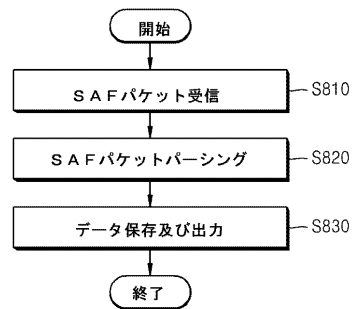 開始
ＳＡＦパケット受信
S810
ＳＡＦパケットパーシング
S820
データ保存及び出力
S830
終了